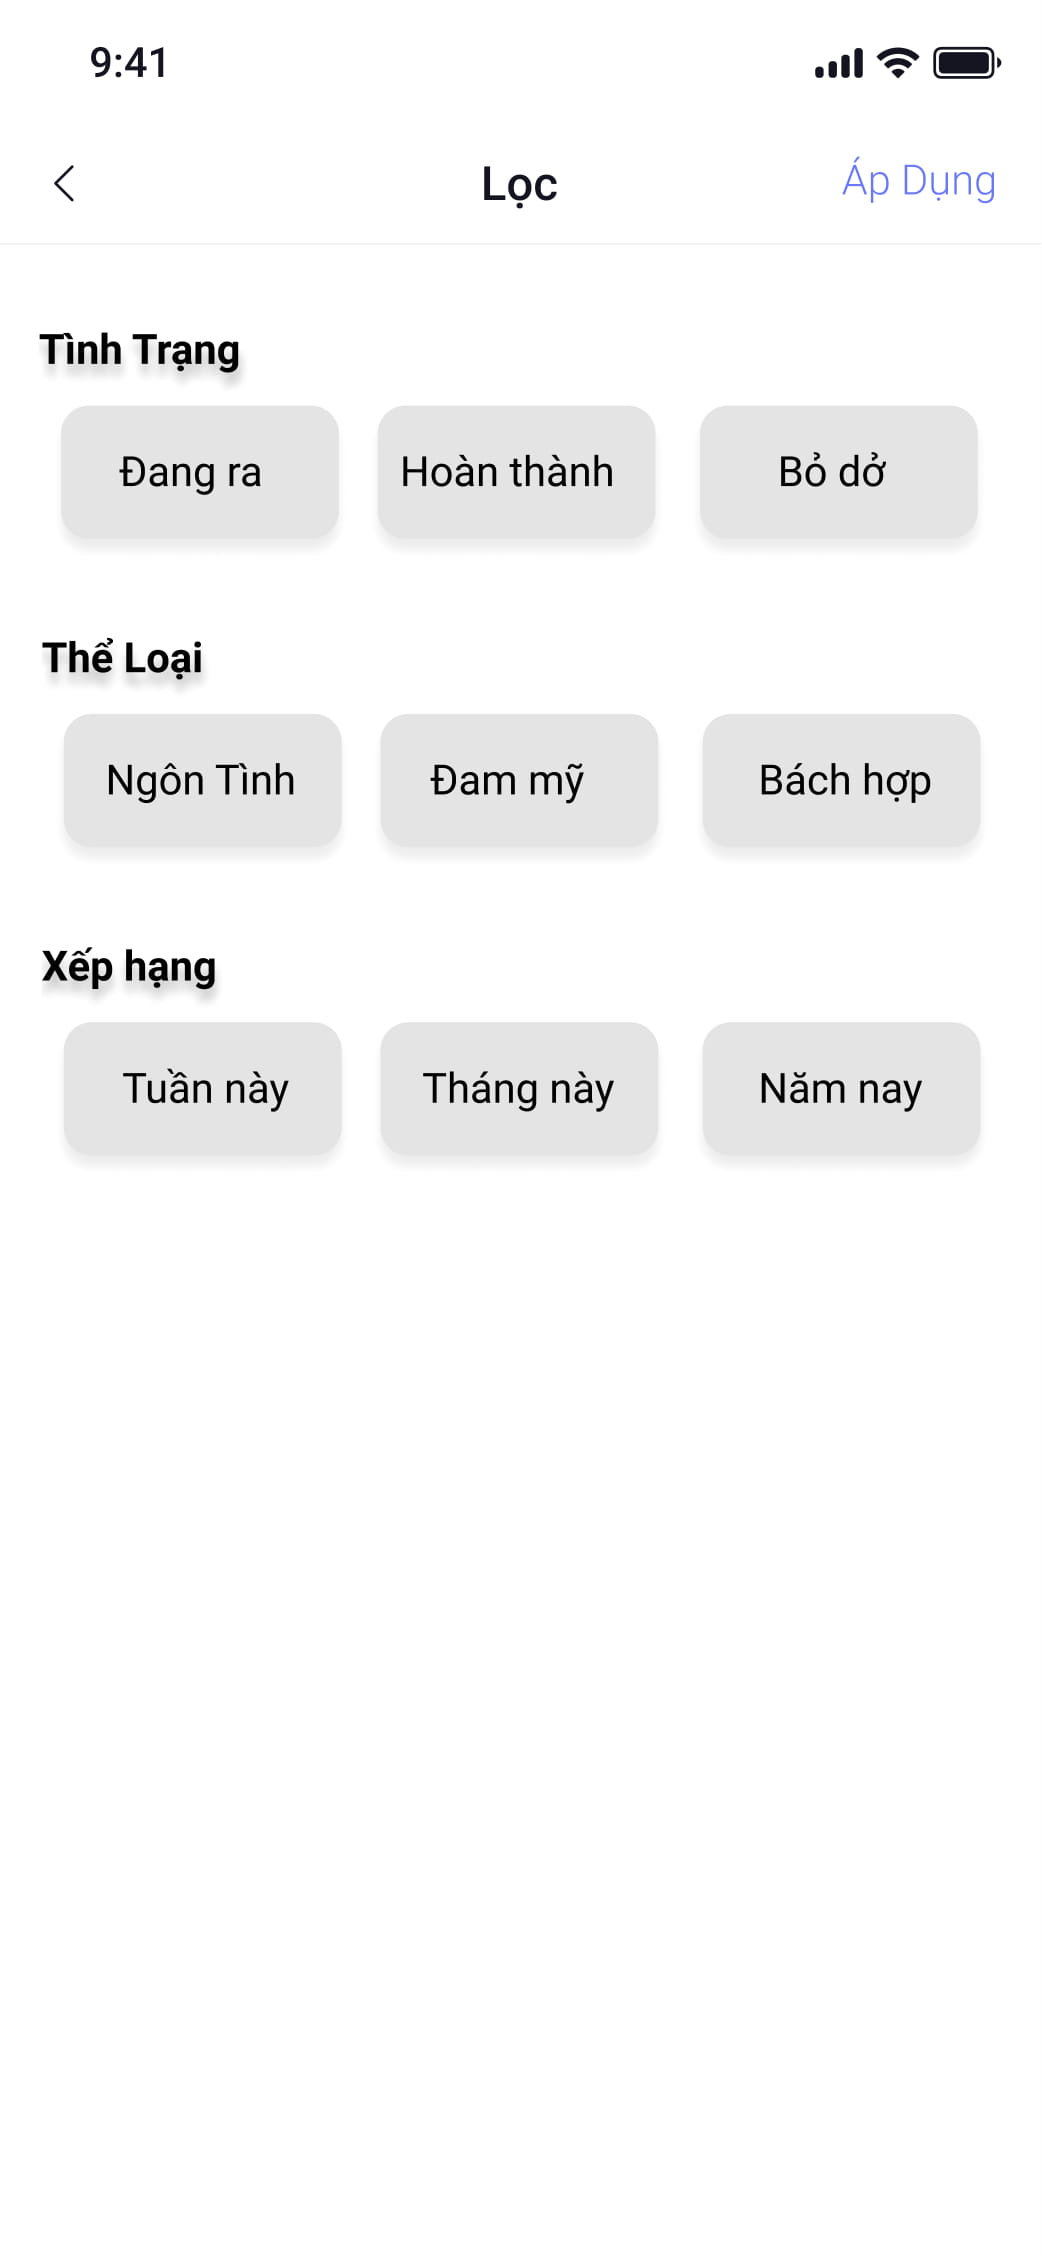 9:41
Lọc
Áp Dụng
Tình Trạng
Đang ra
Hoàn thành
Bỏ dở
Thể Loại
Ngôn Tình
Đam mỹ
Bách hợp
Xếp hạng
Tuần này
Tháng này
Năm nay